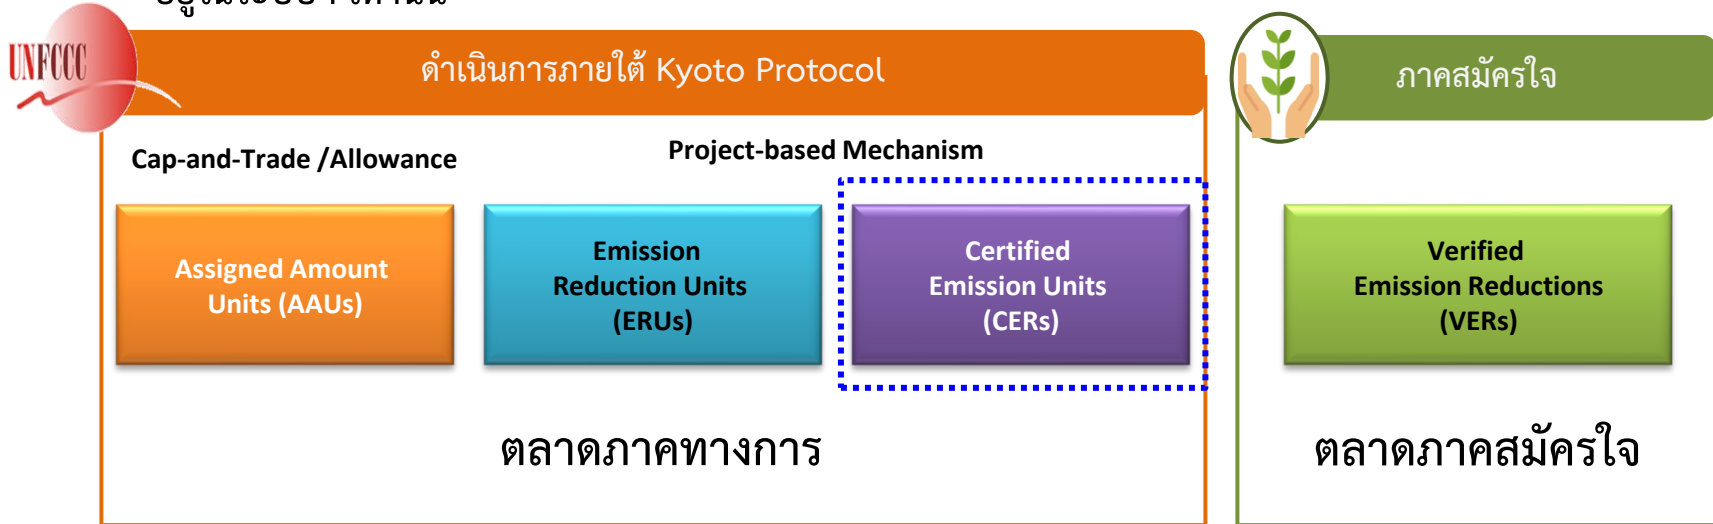 UNFCCC
ดำเนินการภายใต้ Kyoto Protocol
ภาคสมัครใจ
Cap-and-Trade /Allowance
Project-based Mechanism
Assigned Amount
Units (AAUs)
Emission
Reduction Units
(ERUs)
Certified
Emission Units
(CERs)
Verified
Emission Reductions
(VERs)
ตลาดภาคทางการ
ตลาดภาคสมัครใจ